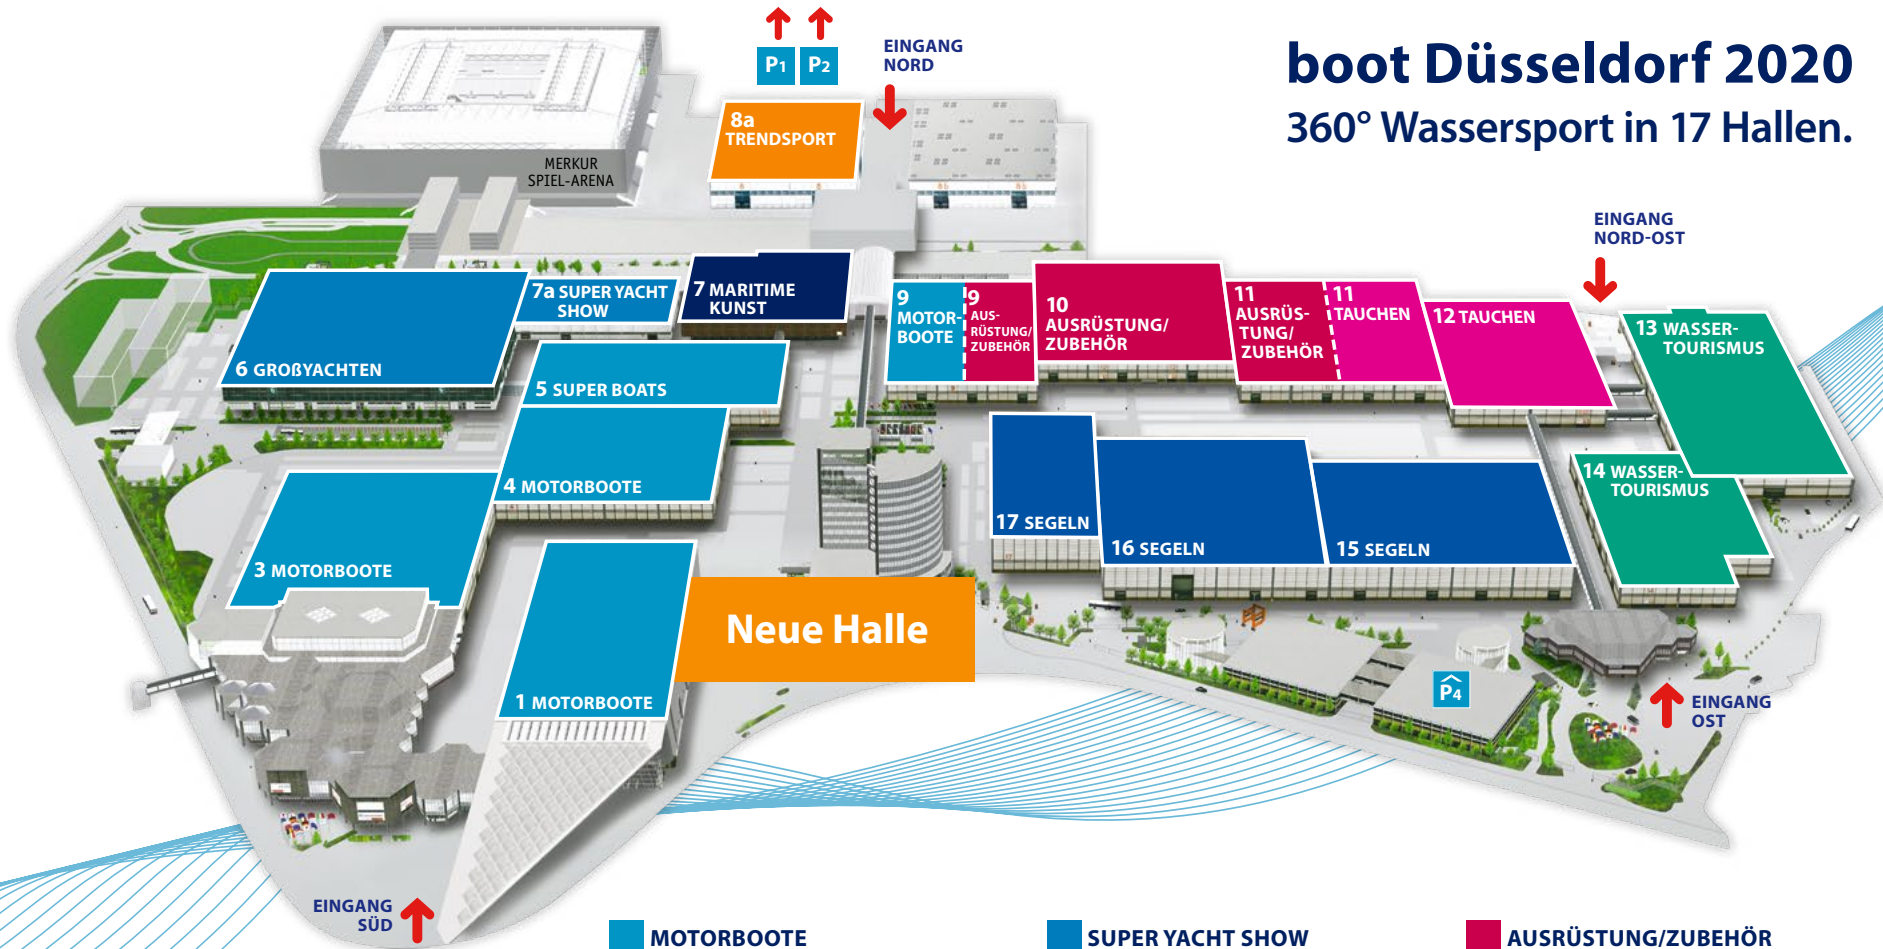 boot Düsseldorf 2020
360° Wassersport in 17 Hallen.
P1 P2
EINGANG
NORD
8a
TRENDSPORT
MERKUR
SPIEL-ARENA
EINGANG
NORD-OST
7a SUPER YACHT
SHOW
7 MARITIME
KUNST
6 GROẞYACHTEN
5 SUPER BOATS
4 MOTORBOOTE
3 MOTORBOOTE
1 MOTORBOOTE
Neue Halle
9
MOTOR-
BOOTE
9
AUS-
RÜSTUNG/
ZUBEHÖR
10
AUSRÜSTUNG/
ZUBEHÖR
11
AUSRÜS-
TUNG/
ZUBEHÖR
11
TAUCHEN
12 TAUCHEN
13 WASSER-
TOURISMUS
14 WASSER-
TOURISMUS
17 SEGELN
16 SEGELN
15 SEGELN
P4
EINGANG
OST
EINGANG
SÜD
MOTORBOOTE
SUPER YACHT SHOW
AUSRÜSTUNG/ZUBEHÖR